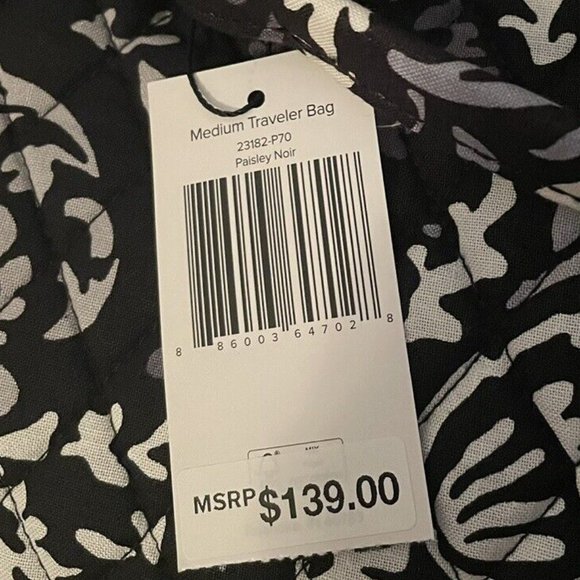 Medium Traveler Bag
23182-P70
Paisley Noir
8 86003 64702 8
MSRP $139.00